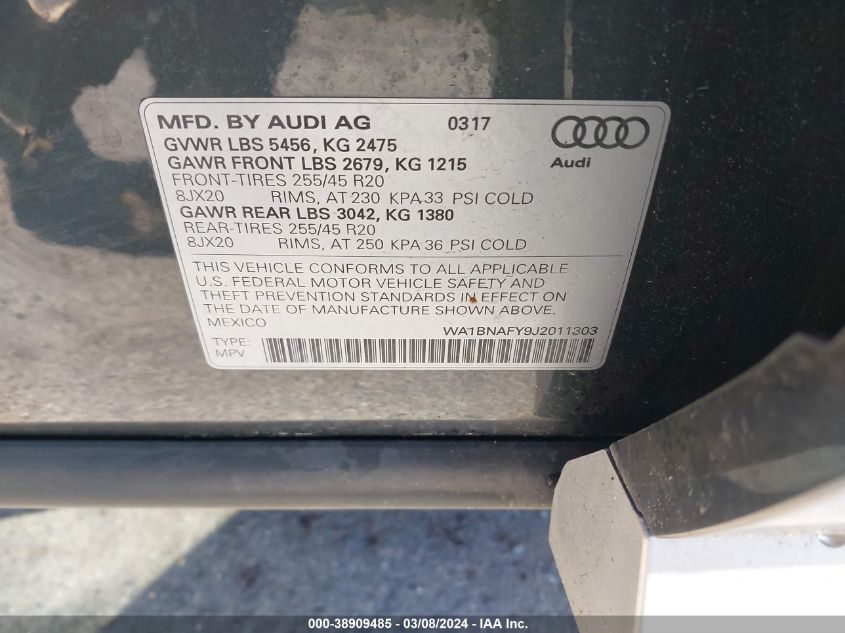 MFD. BY AUDI AG 0317
GVWR LBS 5456, KG 2475
GAWR FRONT LBS 2679, KG 1215
Audi
FRONT-TIRES 255/45 R20
8JX20 RIMS, AT 230 KPA 33 PSI COLD
GAWR REAR LBS 3042, KG 1380
REAR-TIRES 255/45 R20
8JX20 RIMS, AT 250 KPA 36 PSI COLD
THIS VEHICLE CONFORMS TO ALL APPLICABLE
U.S. FEDERAL MOTOR VEHICLE SAFETY AND
THEFT PREVENTION STANDARDS IN EFFECT ON
THE DATE OF MANUFACTURE SHOWN ABOVE.
MEXICO WA1BNAFY9J2011303
TYPE:
MPV
000-38909485 - 03/08/2024 - IAA, Inc.